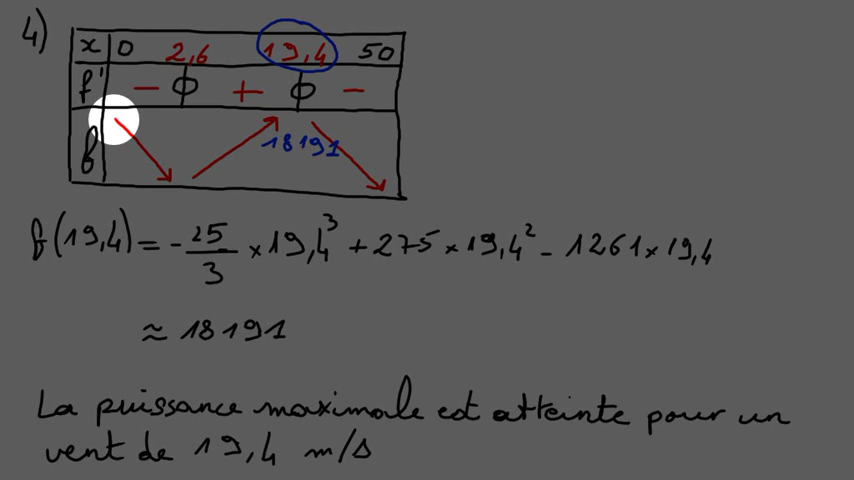 4)
x 0 2,6 19,4 50
f' - 0 + 0 -
f 18191
f(19,4) = - 25/3 × 19,4³ + 275 × 19,4² - 1261 × 19,4
≈ 18191
La puissance maximale est atteinte pour un
vent de 19,4 m/s